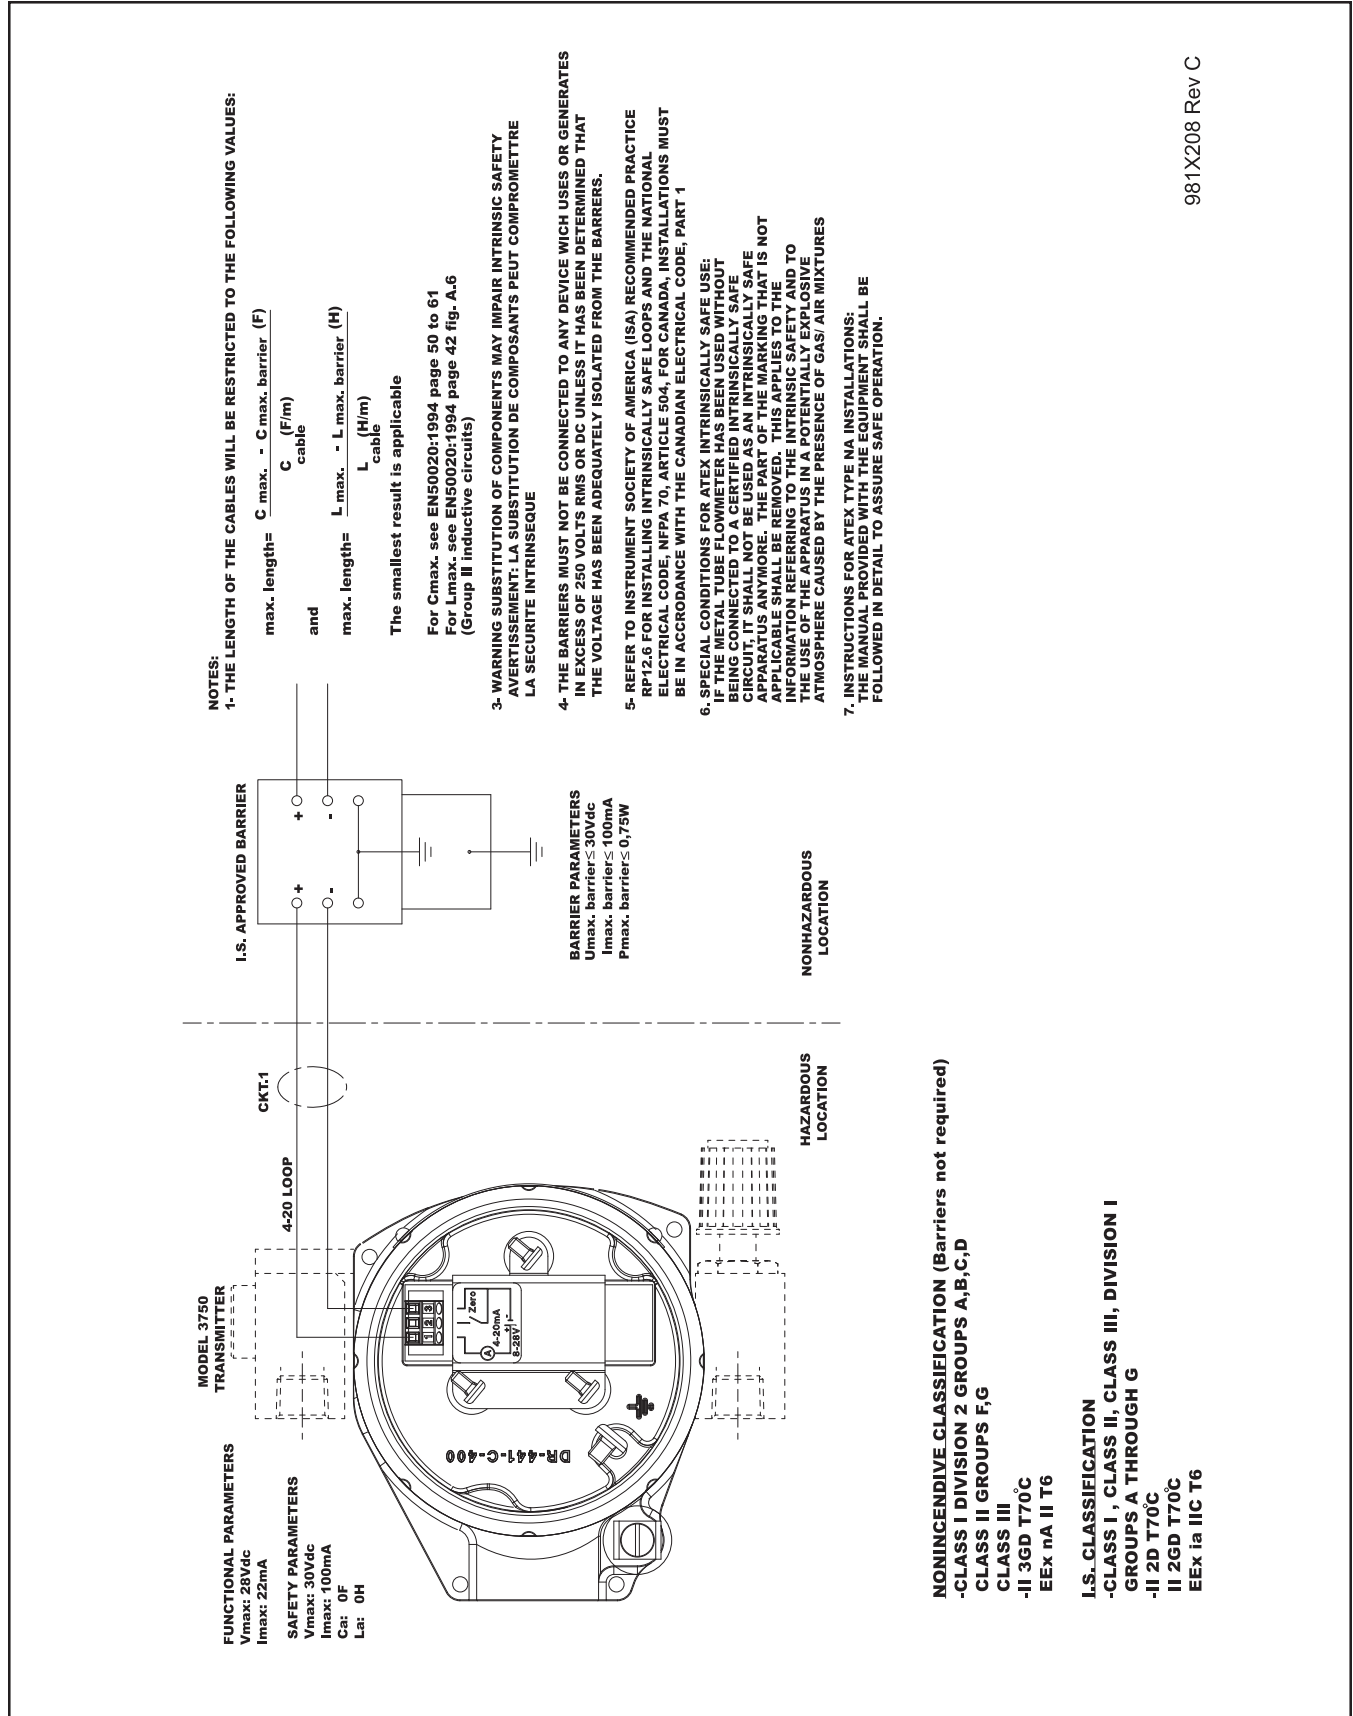 FUNCTIONAL PARAMETERS
Vmax: 28Vdc
Imax: 22mA
SAFETY PARAMETERS
Vmax: 30Vdc
Imax: 100mA
Ca: 0F
La: 0H
MODEL 3750
TRANSMITTER
4-20 LOOP
CKT.1
DR-441-C-400
1 2 3
Zero
4-20mA
A
+ -
8-28V
HAZARDOUS
LOCATION
NONHAZARDOUS
LOCATION
I.S. APPROVED BARRIER
+ +
- -
BARRIER PARAMETERS
Umax. barrier≤ 30Vdc
Imax. barrier≤ 100mA
Pmax. barrier≤ 0,75W
NOTES:
1- THE LENGTH OF THE CABLES WILL BE RESTRICTED TO THE FOLLOWING VALUES:
max. length= C max. - C max. barrier (F)
C cable (F/m)
and
max. length= L max. - L max. barrier (H)
L cable (H/m)
The smallest result is applicable
For Cmax. see EN50020:1994 page 50 to 61
For Lmax. see EN50020:1994 page 42 fig. A.6
(Group II inductive circuits)
3- WARNING SUBSTITUTION OF COMPONENTS MAY IMPAIR INTRINSIC SAFETY
AVERTISSEMENT: LA SUBSTITUTION DE COMPOSANTS PEUT COMPROMETTRE
LA SECURITE INTRINSEQUE
4- THE BARRIERS MUST NOT BE CONNECTED TO ANY DEVICE WICH USES OR GENERATES
IN EXCESS OF 250 VOLTS RMS OR DC UNLESS IT HAS BEEN DETERMINED THAT
THE VOLTAGE HAS BEEN ADEQUATELY ISOLATED FROM THE BARRERS.
5- REFER TO INSTRUMENT SOCIETY OF AMERICA (ISA) RECOMMENDED PRACTICE
RP12.6 FOR INSTALLING INTRINSICALLY SAFE LOOPS AND THE NATIONAL
ELECTRICAL CODE, NFPA 70, ARTICLE 504, FOR CANADA, INSTALLATIONS MUST
BE IN ACCRODANCE WITH THE CANADIAN ELECTRICAL CODE, PART 1
6. SPECIAL CONDITIONS FOR ATEX INTRINSICALLY SAFE USE:
IF THE METAL TUBE FLOWMETER HAS BEEN USED WITHOUT
BEING CONNECTED TO A CERTIFIED INTRINSICALLY SAFE
CIRCUIT, IT SHALL NOT BE USED AS AN INTRINSICALLY SAFE
APPARATUS ANYMORE. THE PART OF THE MARKING THAT IS NOT
APPLICABLE SHALL BE REMOVED. THIS APPLIES TO THE
INFORMATION REFERRING TO THE INTRINSIC SAFETY AND TO
THE USE OF THE APPARATUS IN A POTENTIALLY EXPLOSIVE
ATMOSPHERE CAUSED BY THE PRESENCE OF GAS/ AIR MIXTURES
7. INSTRUCTIONS FOR ATEX TYPE NA INSTALLATIONS:
THE MANUAL PROVIDED WITH THE EQUIPMENT SHALL BE
FOLLOWED IN DETAIL TO ASSURE SAFE OPERATION.
NONINCENDIVE CLASSIFICATION (Barriers not required)
-CLASS I DIVISION 2 GROUPS A,B,C,D
CLASS II GROUPS F,G
CLASS III
-II 3GD T70°C
EEx nA II T6
I.S. CLASSIFICATION
-CLASS I , CLASS II, CLASS III, DIVISION I
GROUPS A THROUGH G
-II 2D T70°C
II 2GD T70°C
EEx ia IIC T6
981X208 Rev C